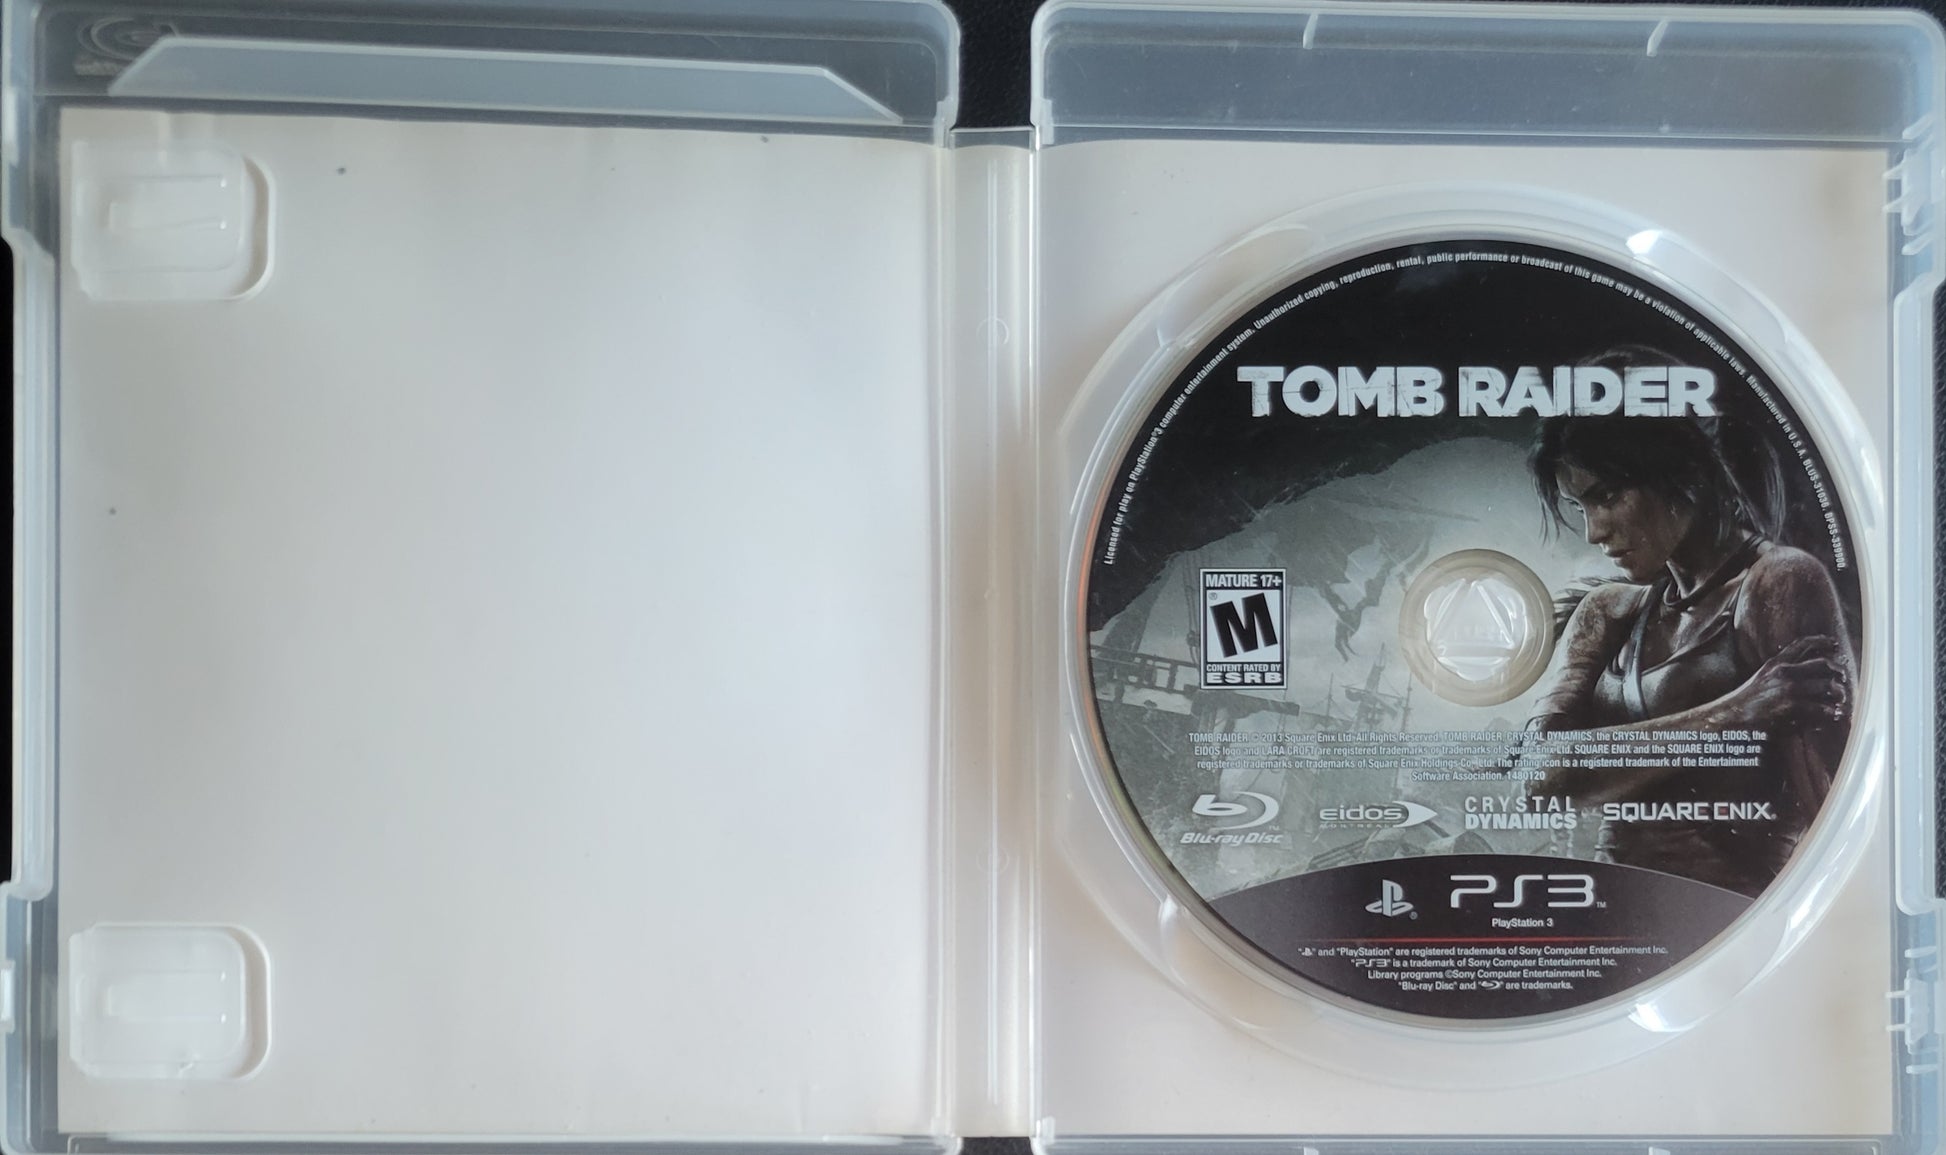 Licensed for play on PlayStation®3 computer entertainment system. Unauthorized copying, reproduction, rental, public performance or broadcast of this game may be a violation of applicable laws. Manufactured in U.S.A. BLUS-31036. BPSS-339900.
TOMB RAIDER
MATURE 17+
M
®
CONTENT RATED BY
ESRB
TOMB RAIDER © 2013 Square Enix Ltd. All Rights Reserved. TOMB RAIDER, CRYSTAL DYNAMICS, the CRYSTAL DYNAMICS logo, EIDOS, the
EIDOS logo and LARA CROFT are registered trademarks or trademarks of Square Enix Ltd. SQUARE ENIX and the SQUARE ENIX logo are
registered trademarks or trademarks of Square Enix Holdings Co., Ltd. The rating icon is a registered trademark of the Entertainment
Software Association. 1480120
Blu-ray Disc™
eidos
MONTREAL
CRYSTAL
DYNAMICS
SQUARE ENIX®
PS3™
PlayStation 3
" " and "PlayStation" are registered trademarks of Sony Computer Entertainment Inc.
"PS3" is a trademark of Sony Computer Entertainment Inc.
Library programs ©Sony Computer Entertainment Inc.
"Blu-ray Disc" and " " are trademarks.